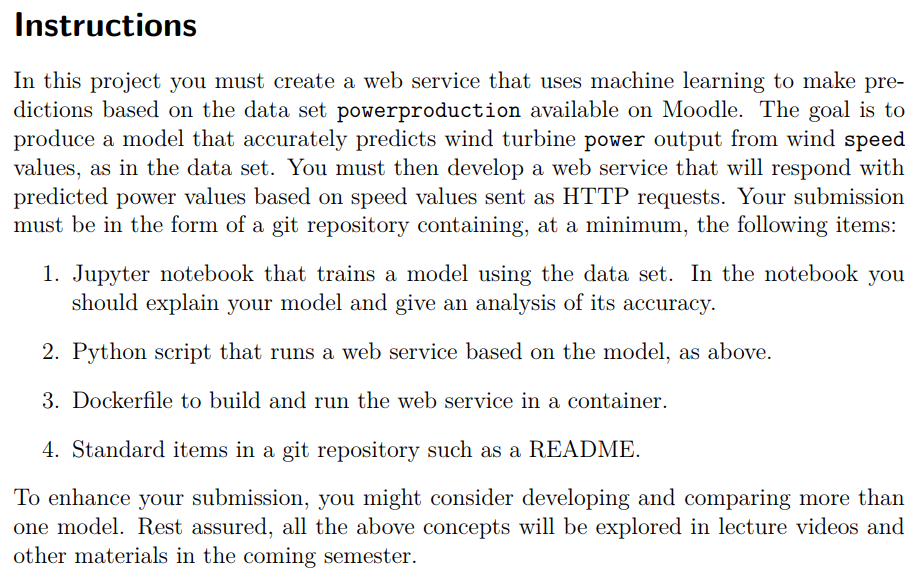 Instructions
In this project you must create a web service that uses machine learning to make pre-
dictions based on the data set powerproduction available on Moodle. The goal is to
produce a model that accurately predicts wind turbine power output from wind speed
values, as in the data set. You must then develop a web service that will respond with
predicted power values based on speed values sent as HTTP requests. Your submission
must be in the form of a git repository containing, at a minimum, the following items:
1. Jupyter notebook that trains a model using the data set. In the notebook you
should explain your model and give an analysis of its accuracy.
2. Python script that runs a web service based on the model, as above.
3. Dockerfile to build and run the web service in a container.
4. Standard items in a git repository such as a README.
To enhance your submission, you might consider developing and comparing more than
one model. Rest assured, all the above concepts will be explored in lecture videos and
other materials in the coming semester.